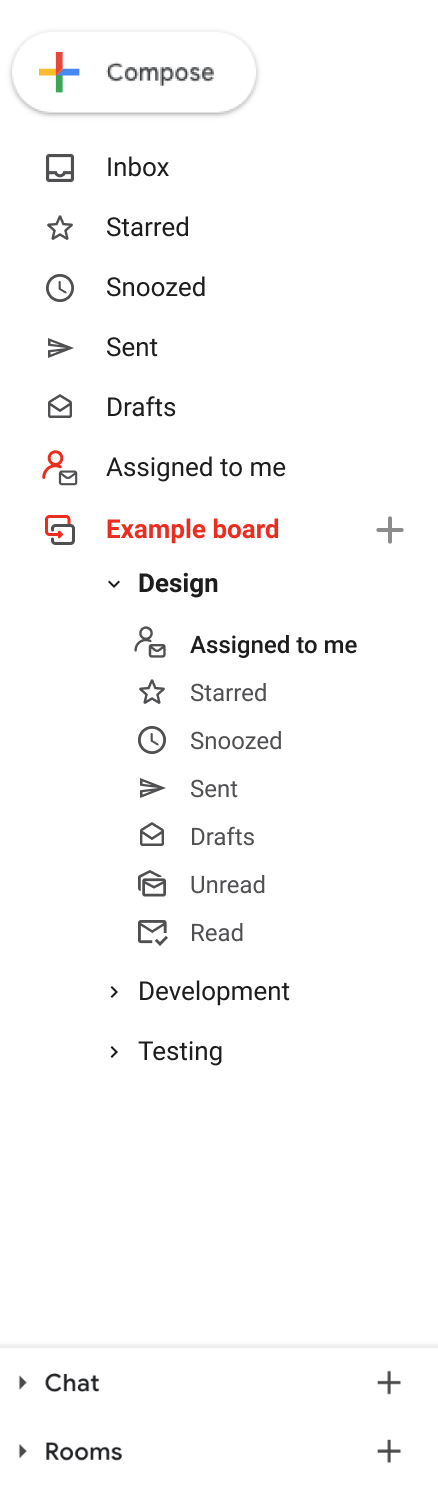 Compose
Inbox
Starred
Snoozed
Sent
Drafts
Assigned to me
Example board
Design
Assigned to me
Starred
Snoozed
Sent
Drafts
Unread
Read
Development
Testing
Chat
Rooms